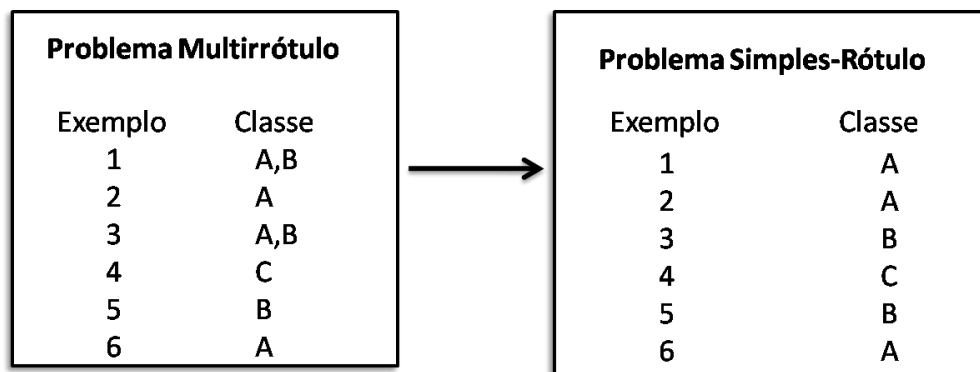 Problema Multirrótulo
Exemplo Classe
1 A,B
2 A
3 A,B
4 C
5 B
6 A
Problema Simples-Rótulo
Exemplo Classe
1 A
2 A
3 B
4 C
5 B
6 A